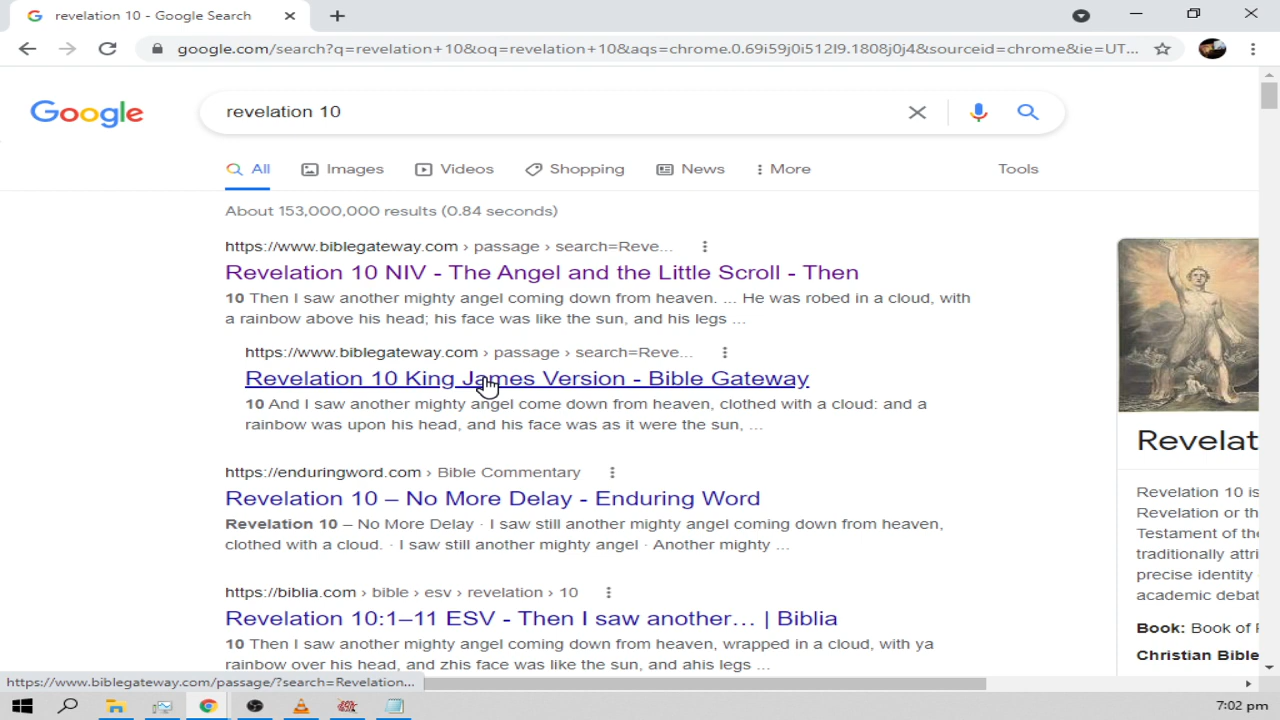 revelation 10 - Google Search
google.com/search?q=revelation+10&oq=revelation+10&aqs=chrome.0.69i59j0i512l9.1808j0j4&sourceid=chrome&ie=UT...
Google
revelation 10
All
Images
Videos
Shopping
News
More
Tools
About 153,000,000 results (0.84 seconds)
https://www.biblegateway.com › passage › search=Reve...
Revelation 10 NIV - The Angel and the Little Scroll - Then
10 Then I saw another mighty angel coming down from heaven. ... He was robed in a cloud, with
a rainbow above his head; his face was like the sun, and his legs ...
https://www.biblegateway.com › passage › search=Reve...
Revelation 10 King James Version - Bible Gateway
10 And I saw another mighty angel come down from heaven, clothed with a cloud: and a
rainbow was upon his head, and his face was as it were the sun, ...
https://enduringword.com › Bible Commentary
Revelation 10 – No More Delay - Enduring Word
Revelation 10 – No More Delay · I saw still another mighty angel coming down from heaven,
clothed with a cloud. · I saw still another mighty angel · Another mighty ...
https://biblia.com › bible › esv › revelation › 10
Revelation 10:1–11 ESV - Then I saw another… | Biblia
10 Then I saw another mighty angel coming down from heaven, wrapped in a cloud, with ya
rainbow over his head, and zhis face was like the sun, and ahis legs ...
Revelat
Revelation 10 is
Revelation or th
Testament of the
traditionally attri
precise identity
academic debat
Book: Book of F
Christian Bible
https://www.biblegateway.com/passage/?search=Revelation...
7:02 pm